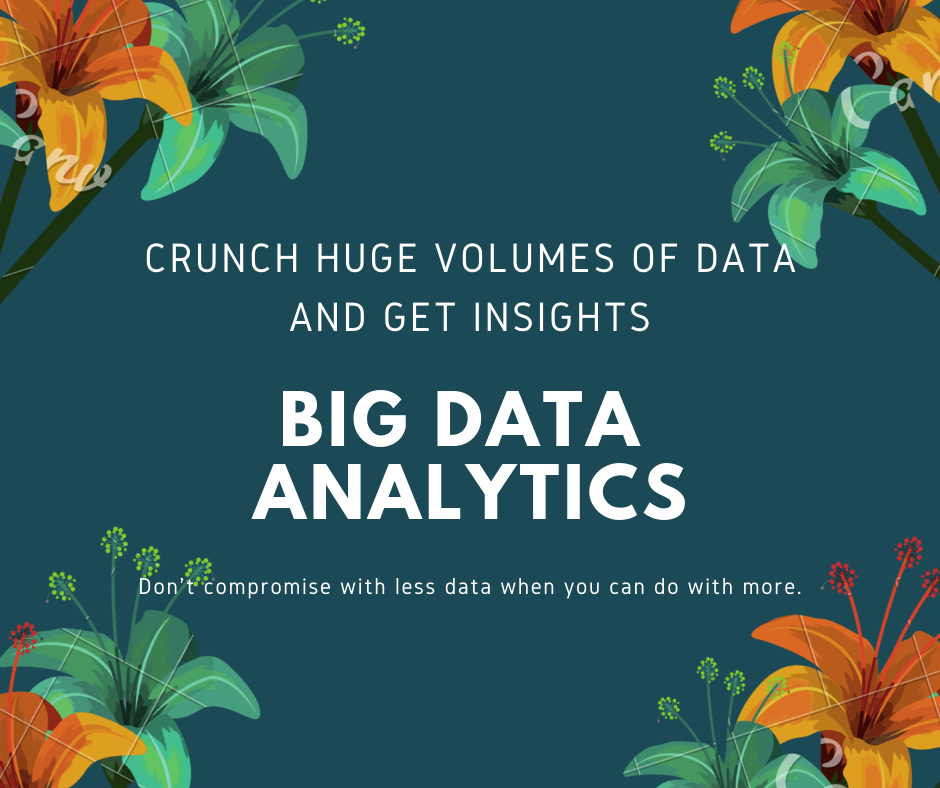 CRUNCH HUGE VOLUMES OF DATA
AND GET INSIGHTS
BIG DATA
ANALYTICS
Don’t compromise with less data when you can do with more.